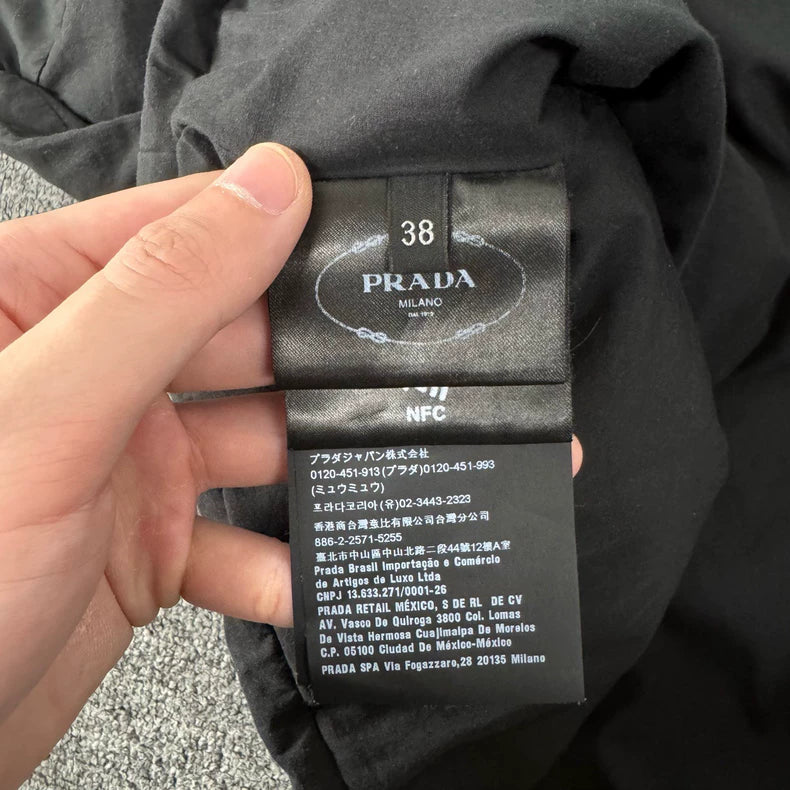 38
PRADA
MILANO
DAL 1913
NFC
プラダジャパン株式会社
0120-451-913(プラダ)0120-451-993
(ミュウミュウ)
프라다코리아(유)02-3443-2323
香港商台灣意比有限公司台灣分公司
886-2-2571-5255
臺北市中山區中山北路二段44號12樓A室
Prada Brasil Importação e Comércio
de Artigos de Luxo Ltda
CNPJ 13.633.271/0001-26
PRADA RETAIL MÉXICO, S DE RL DE CV
AV. Vasco De Quiroga 3800 Col. Lomas
De Vista Hermosa Cuajimalpa De Morelos
C.P. 05100 Ciudad De México-México
PRADA SPA Via Fogazzaro,28 20135 Milano